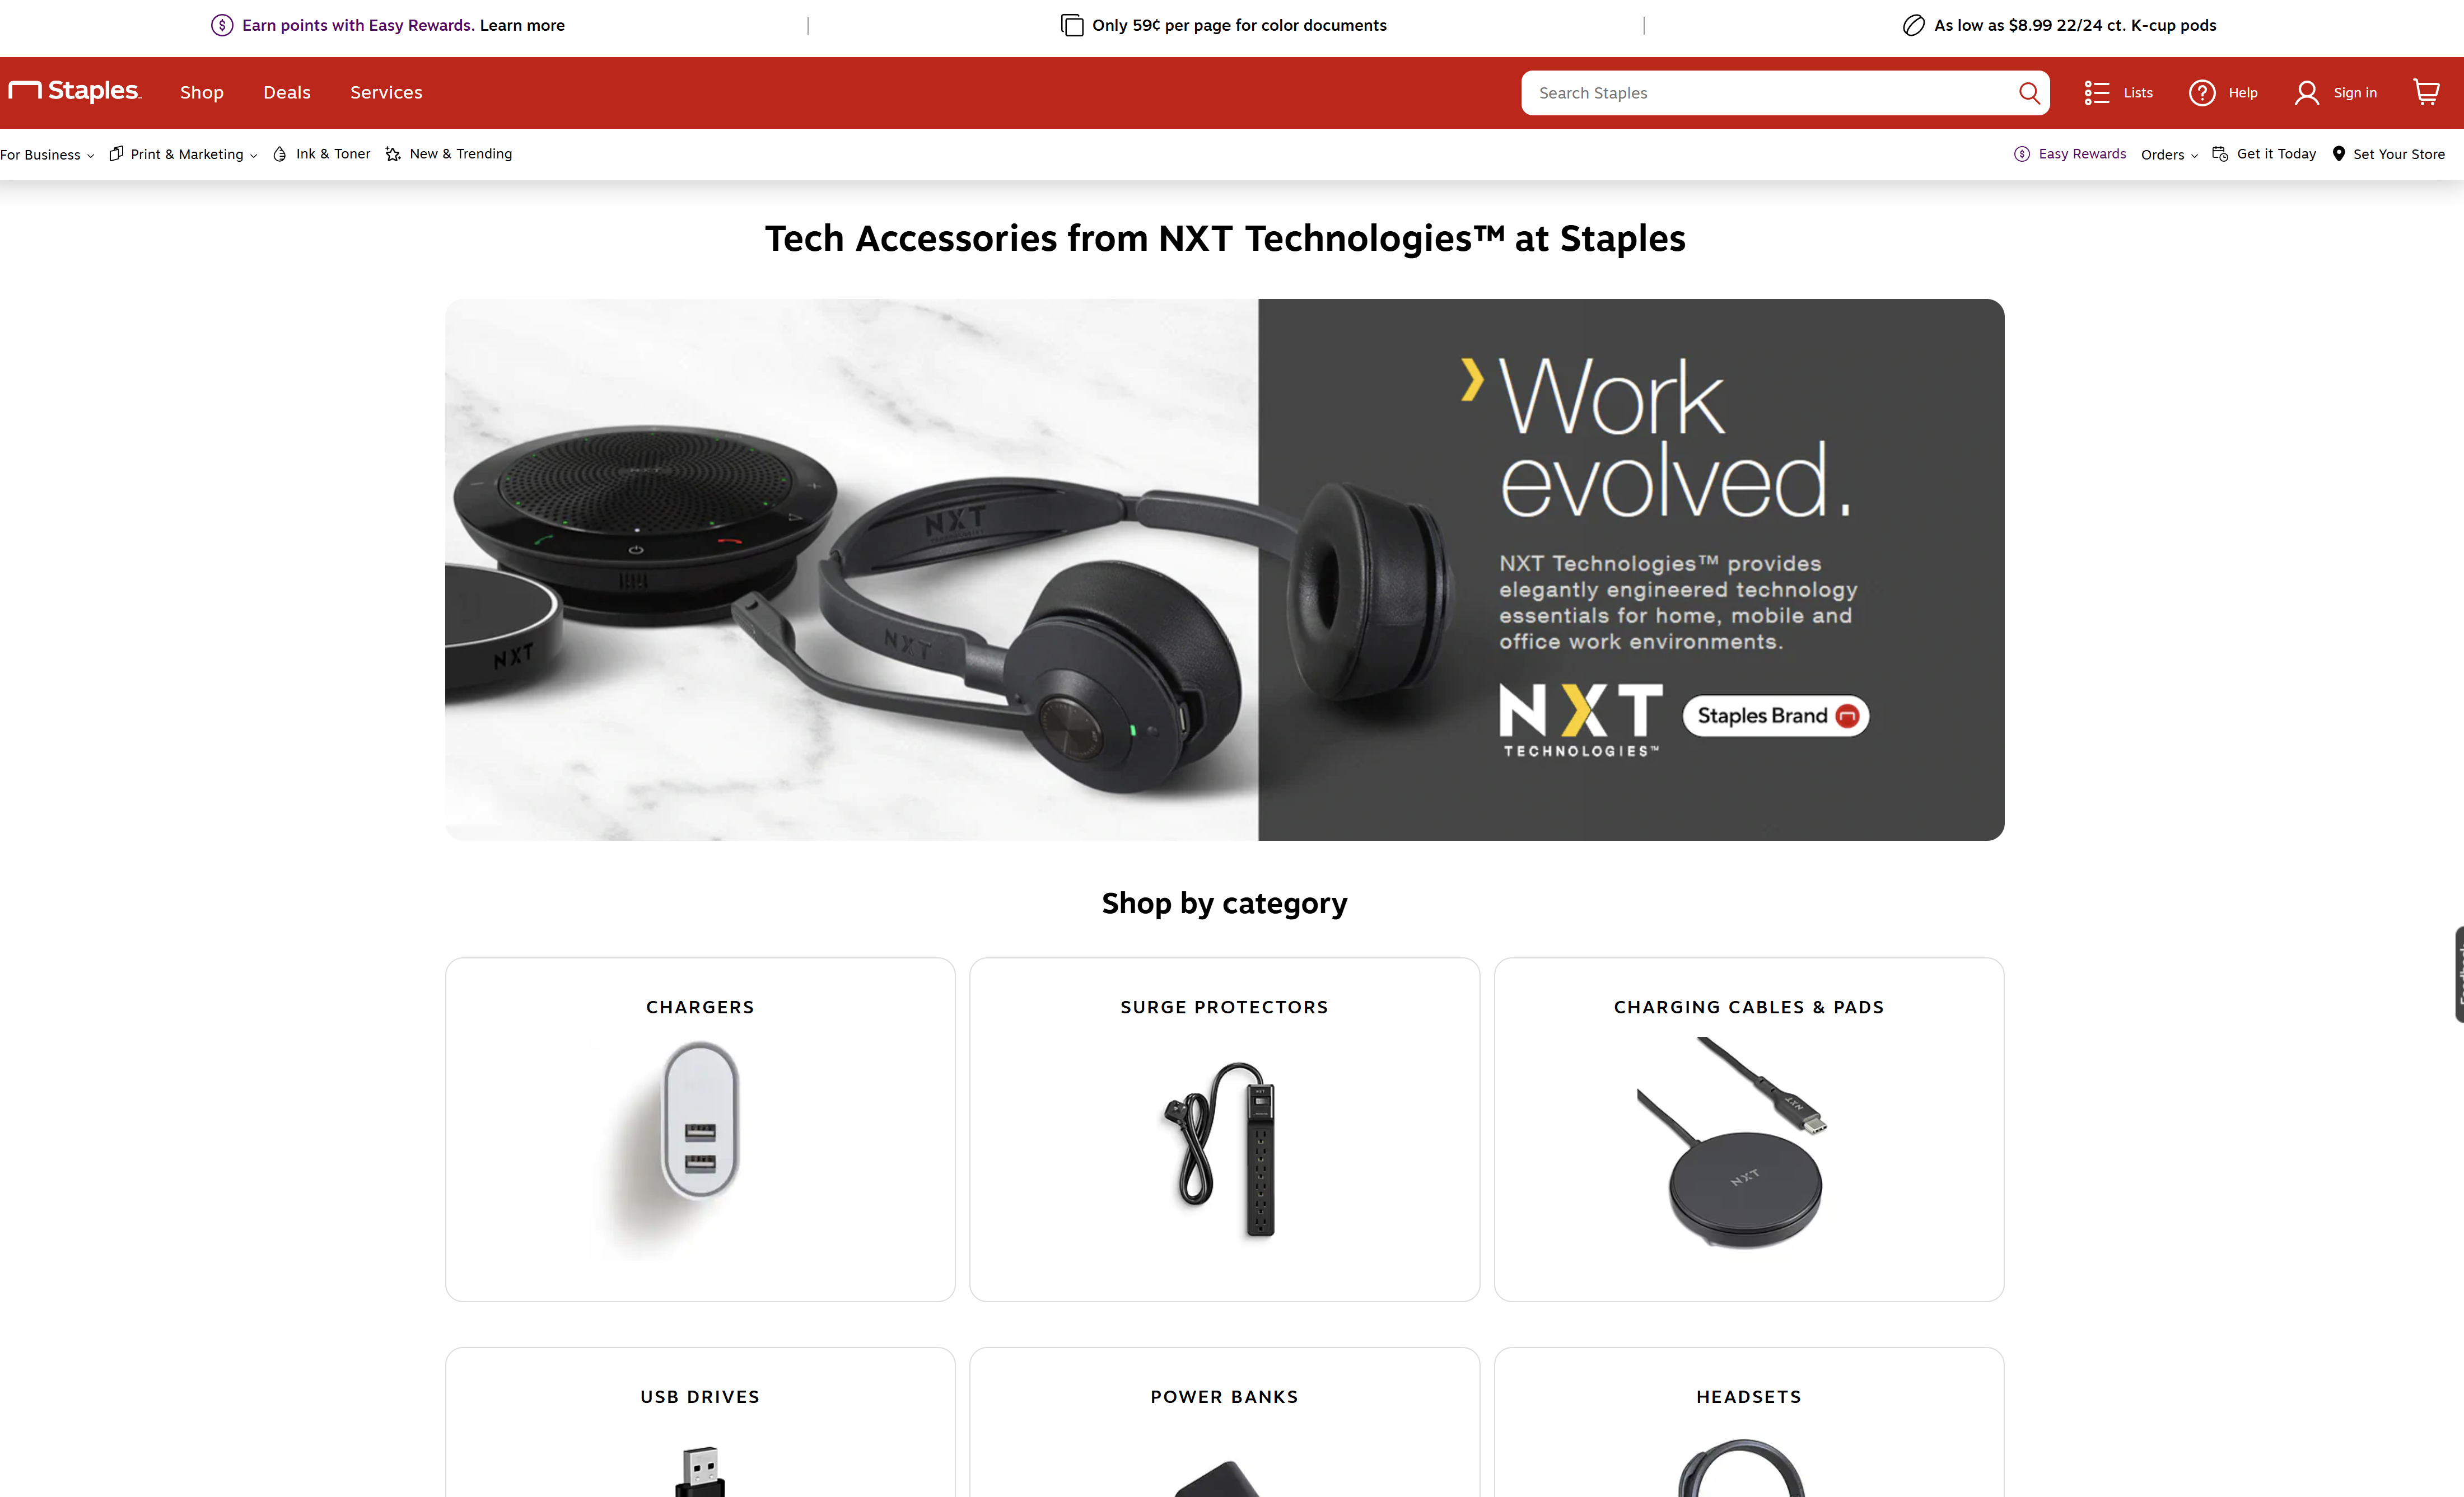 Earn points with Easy Rewards. Learn more
Only 59¢ per page for color documents
As low as $8.99 22/24 ct. K-cup pods
Staples
Shop
Deals
Services
Search Staples
Lists
Help
Sign in
For Business
Print & Marketing
Ink & Toner
New & Trending
Easy Rewards
Orders
Get it Today
Set Your Store
Tech Accessories from NXT Technologies™ at Staples
NXT
NXT
NXT
NXT
Work
evolved.
NXT Technologies™ provides
elegantly engineered technology
essentials for home, mobile and
office work environments.
NXT
TECHNOLOGIES™
Staples Brand
Shop by category
CHARGERS
SURGE PROTECTORS
CHARGING CABLES & PADS
NXT
NXT
NXT
USB DRIVES
POWER BANKS
HEADSETS